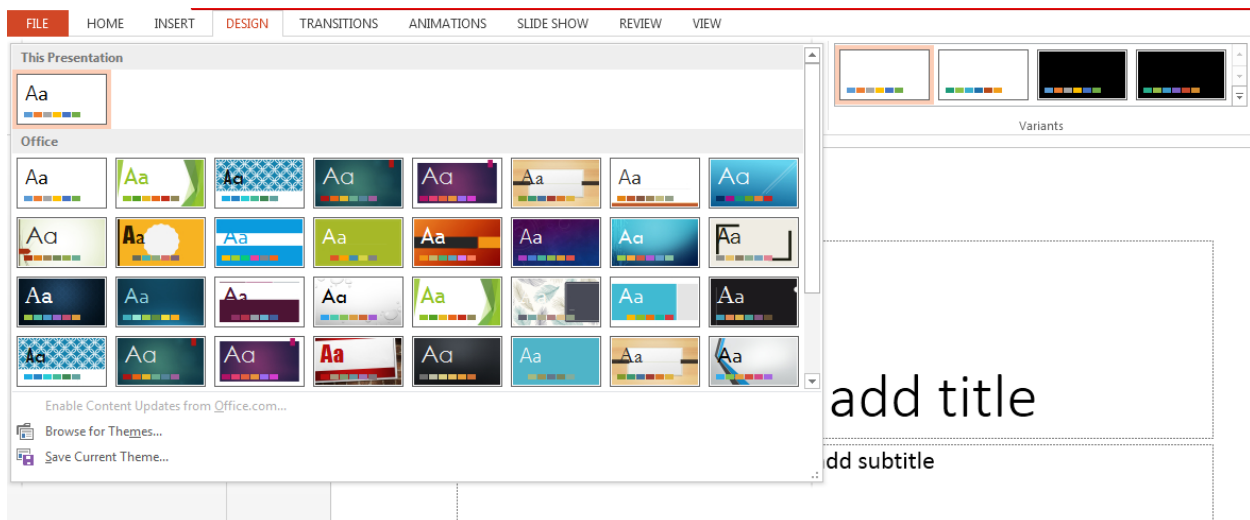 FILE HOME INSERT DESIGN TRANSITIONS ANIMATIONS SLIDE SHOW REVIEW VIEW
This Presentation
Aa
Office
Aa Aa Aa Aa Aa Aa Aa Aa
Aa Aa Aa Aa Aa Aa Aa Aa
Aa Aa Aa Aa Aa Aa Aa
Aa Aa Aa Aa Aa Aa Aa Aa
Enable Content Updates from Office.com...
Browse for Themes...
Save Current Theme...
Variants
add title
dd subtitle